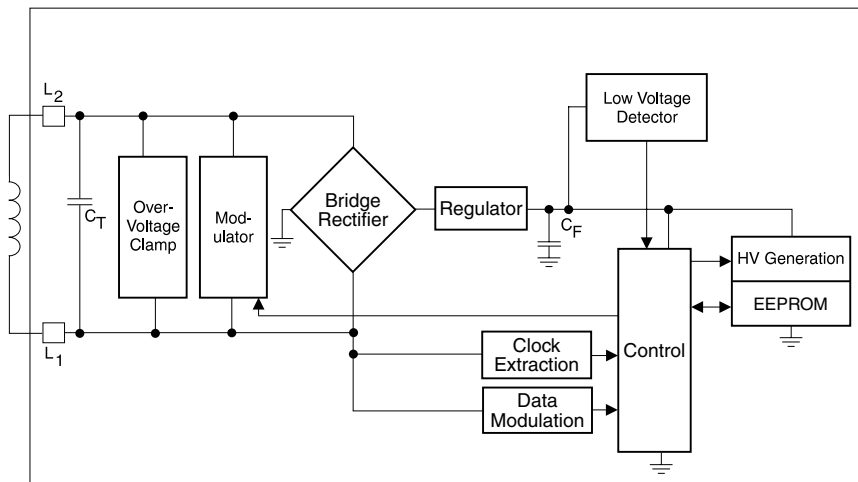 L2
Low Voltage
Detector
CT
Over-
Voltage
Clamp
Mod-
ulator
Bridge
Rectifier
Regulator
CF
HV Generation
EEPROM
L1
Clock
Extraction
Control
Data
Modulation